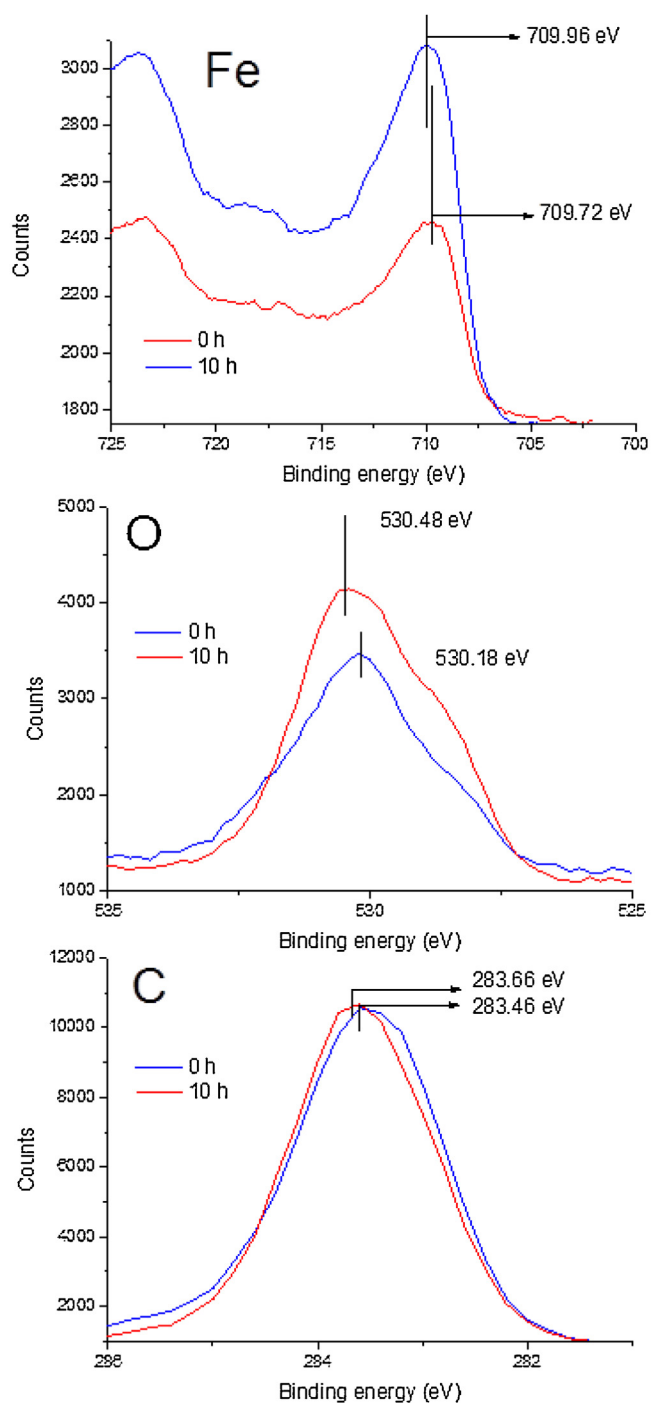 709.96 eV
Fe
3000
2800
2500
709.72 eV
2400
2200
0 h
2000
10 h
1800
725 720 715 710 705 700
Counts
Binding energy (eV)
5000
O
530.48 eV
4000
0 h
10 h
530.18 eV
3000
2000
1000
535 530 525
Counts
Binding energy (eV)
12000
C
283.66 eV
283.46 eV
10000
0 h
10 h
8000
6000
4000
2000
284 282
Counts
Binding energy (eV)